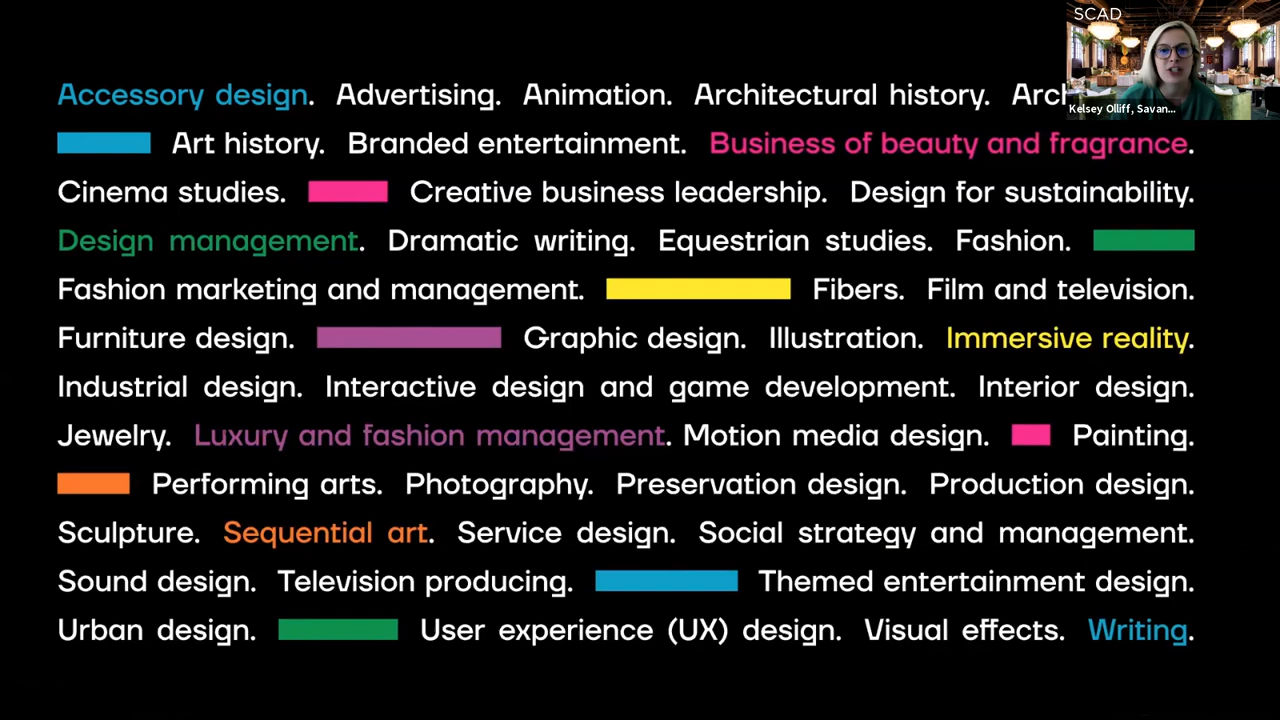 SCAD
Kelsey Olliff, Savan...
Accessory design. Advertising. Animation. Architectural history.
Art history. Branded entertainment. Business of beauty and fragrance.
Cinema studies. Creative business leadership. Design for sustainability.
Design management. Dramatic writing. Equestrian studies. Fashion.
Fashion marketing and management. Fibers. Film and television.
Furniture design. Graphic design. Illustration. Immersive reality.
Industrial design. Interactive design and game development. Interior design.
Jewelry. Luxury and fashion management. Motion media design. Painting.
Performing arts. Photography. Preservation design. Production design.
Sculpture. Sequential art. Service design. Social strategy and management.
Sound design. Television producing. Themed entertainment design.
Urban design. User experience (UX) design. Visual effects. Writing.